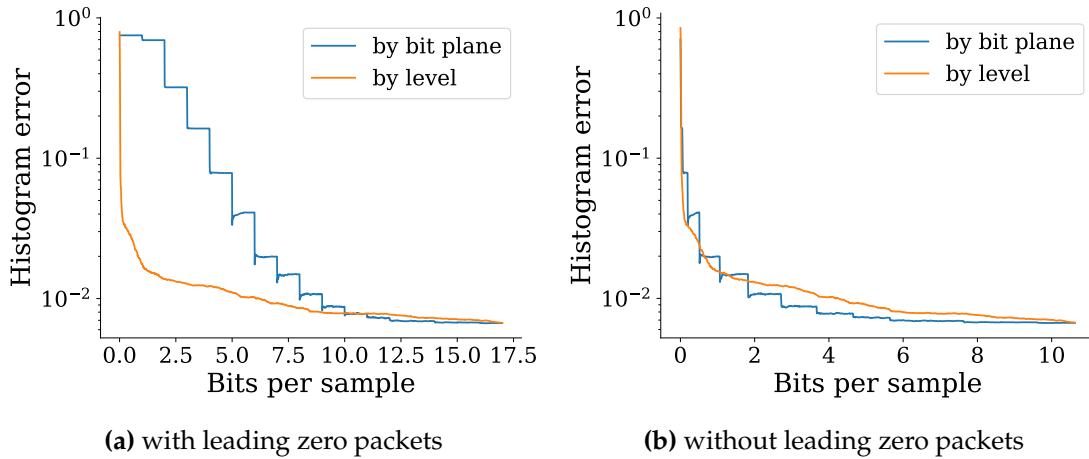 10⁰
10⁻¹
10⁻²
Histogram error
by bit plane
by level
0.0 2.5 5.0 7.5 10.0 12.5 15.0 17.5
Bits per sample
(a) with leading zero packets
10⁰
10⁻¹
10⁻²
Histogram error
by bit plane
by level
0 2 4 6 8 10
Bits per sample
(b) without leading zero packets